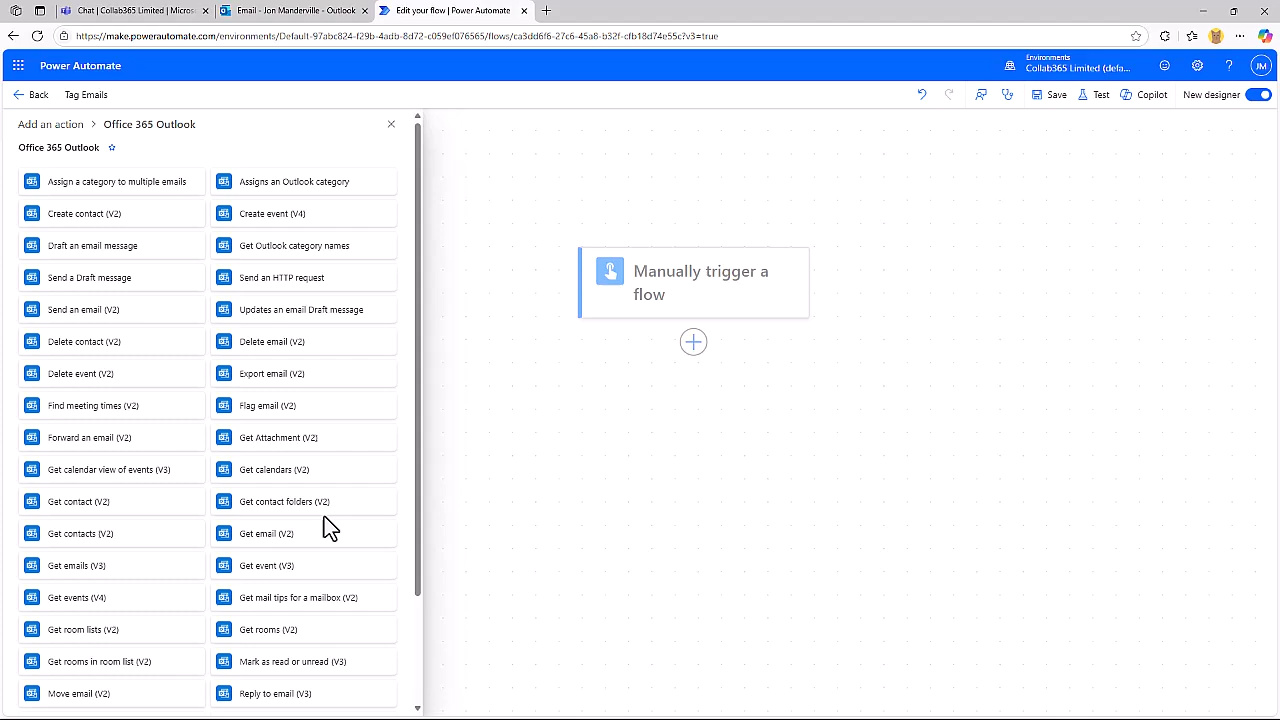 Chat | Collab365 Limited | Micros
Email - Jon Manderville - Outlook
Edit your flow | Power Automate
https://make.powerautomate.com/environments/Default-97abc824-f29b-4adb-8d72-c059ef076565/flows/ca3dd6f6-27c6-45a8-b32f-cfb18d74e55c?v3=true
Power Automate
Environments
Collab365 Limited (defa...
JM
Back
Tag Emails
Save
Test
Copilot
New designer
Add an action > Office 365 Outlook
Office 365 Outlook
Assign a category to multiple emails
Assigns an Outlook category
Create contact (V2)
Create event (V4)
Draft an email message
Get Outlook category names
Send a Draft message
Send an HTTP request
Send an email (V2)
Updates an email Draft message
Delete contact (V2)
Delete email (V2)
Delete event (V2)
Export email (V2)
Find meeting times (V2)
Flag email (V2)
Forward an email (V2)
Get Attachment (V2)
Get calendar view of events (V3)
Get calendars (V2)
Get contact (V2)
Get contact folders (V2)
Get contacts (V2)
Get email (V2)
Get emails (V3)
Get event (V3)
Get events (V4)
Get mail tips for a mailbox (V2)
Get room lists (V2)
Get rooms (V2)
Get rooms in room list (V2)
Mark as read or unread (V3)
Move email (V2)
Reply to email (V3)
Manually trigger a
flow